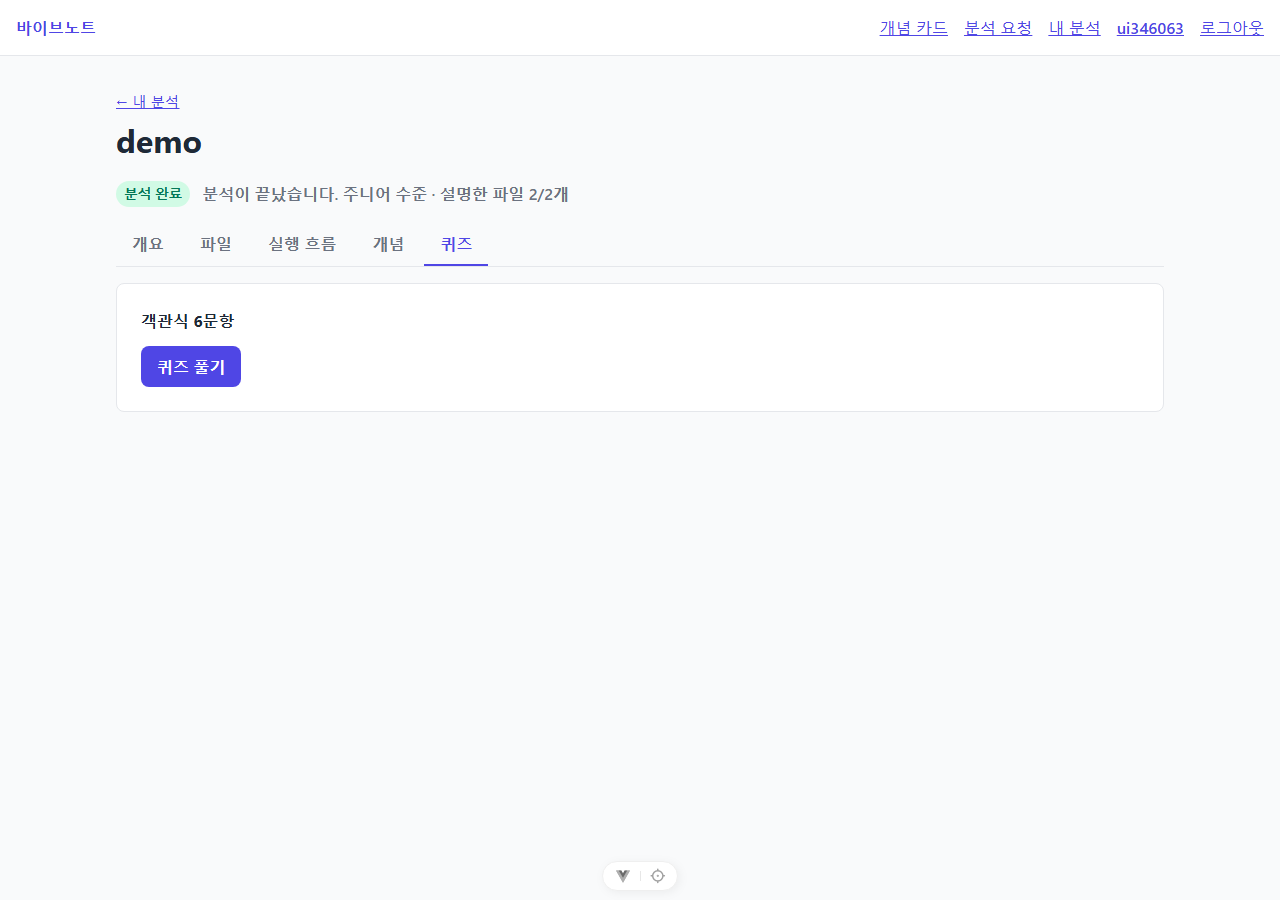 바이브노트
개념 카드 분석 요청 내 분석 ui346063 로그아웃
← 내 분석
demo
분석 완료 분석이 끝났습니다. 주니어 수준 · 설명한 파일 2/2개
개요 파일 실행 흐름 개념 퀴즈
객관식 6문항
퀴즈 풀기